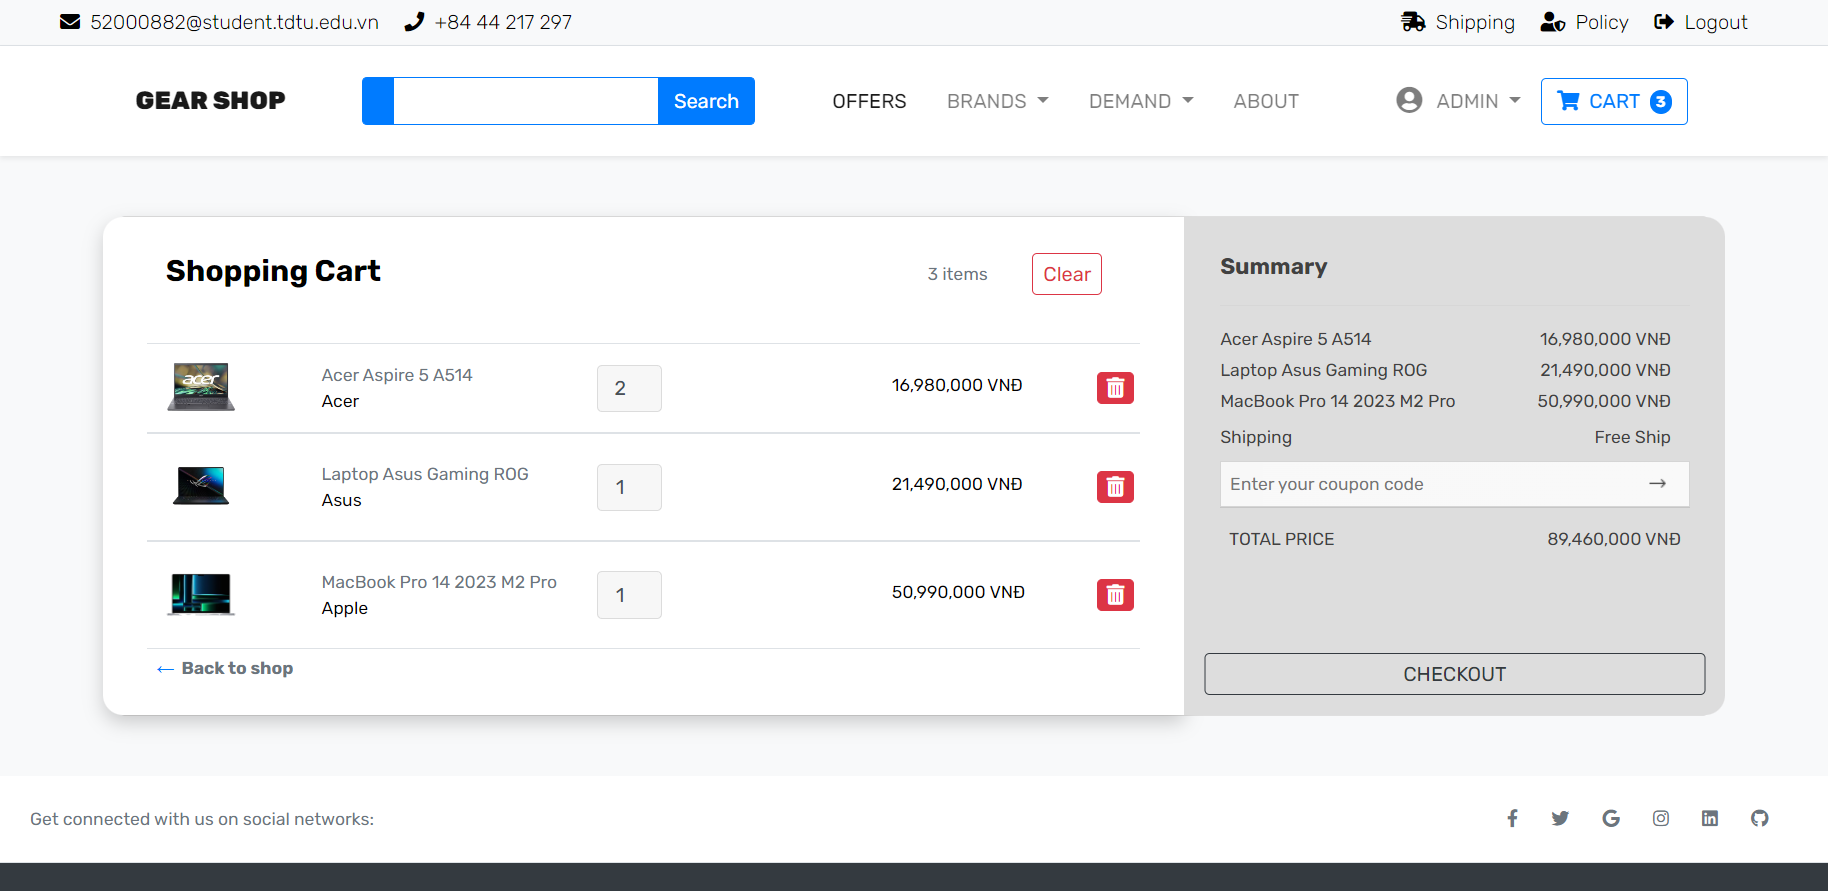 52000882@student.tdtu.edu.vn +84 44 217 297 Shipping Policy Logout
GEAR SHOP Search OFFERS BRANDS DEMAND ABOUT ADMIN CART 3
Shopping Cart 3 items Clear
acer
Acer Aspire 5 A514
Acer
2 16,980,000 VNĐ
Laptop Asus Gaming ROG
Asus
1 21,490,000 VNĐ
MacBook Pro 14 2023 M2 Pro
Apple
1 50,990,000 VNĐ
← Back to shop
Summary
Acer Aspire 5 A514 16,980,000 VNĐ
Laptop Asus Gaming ROG 21,490,000 VNĐ
MacBook Pro 14 2023 M2 Pro 50,990,000 VNĐ
Shipping Free Ship
Enter your coupon code →
TOTAL PRICE 89,460,000 VNĐ
CHECKOUT
Get connected with us on social networks: